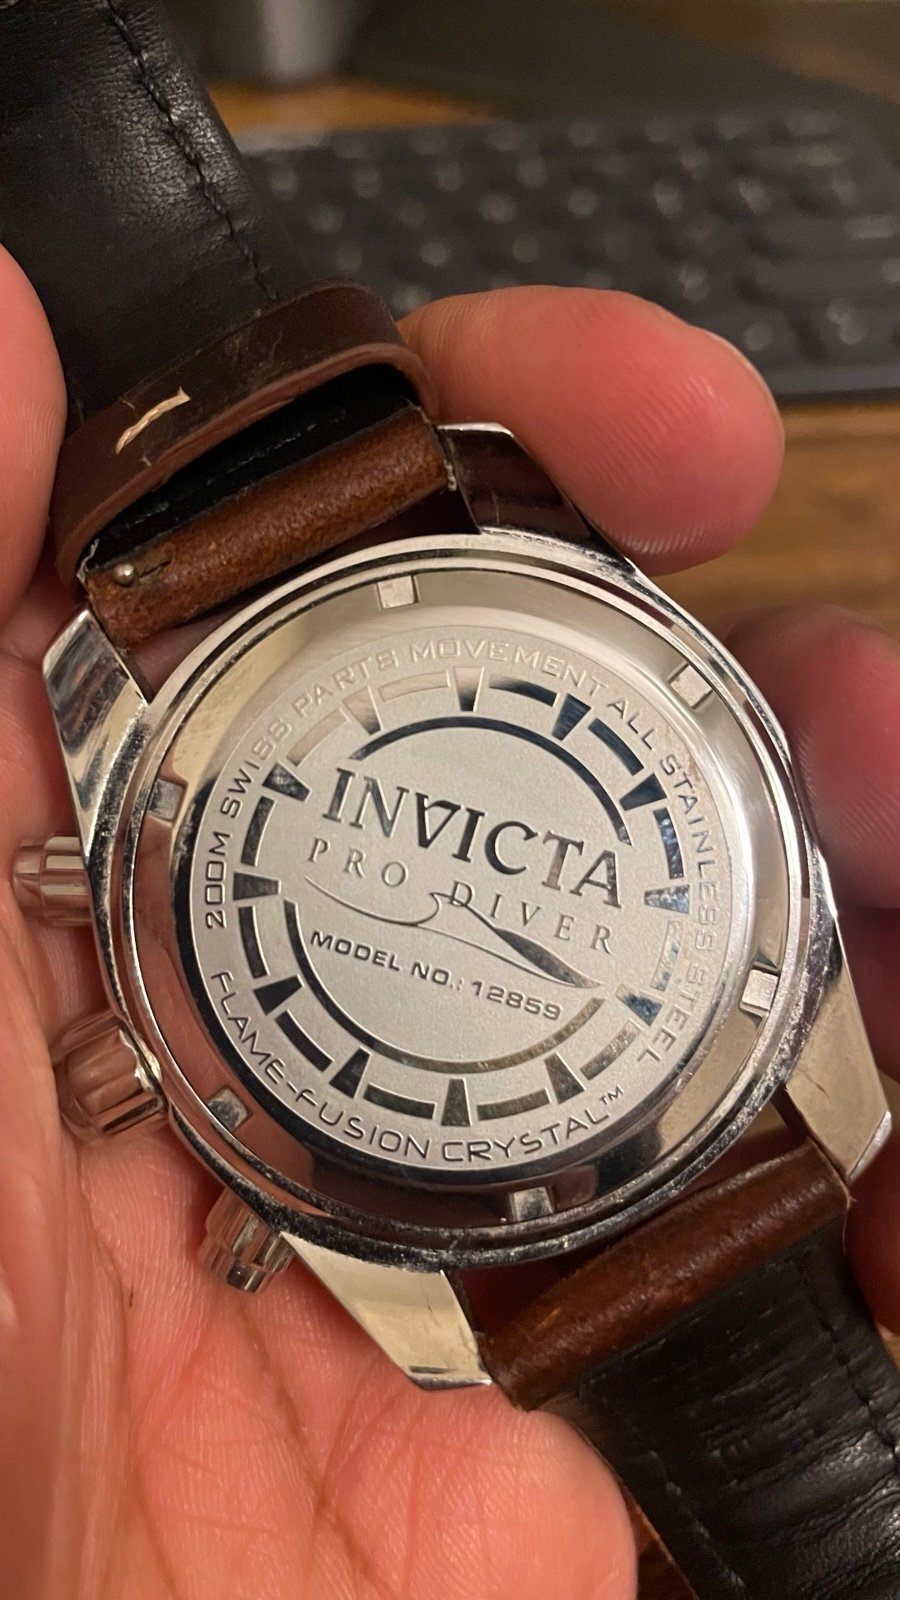 200M SWISS PARTS MOVEMENT ALL STAINLESS STEEL
INVICTA
PRO DIVER
MODEL NO.: 12859
FLAME-FUSION CRYSTAL™